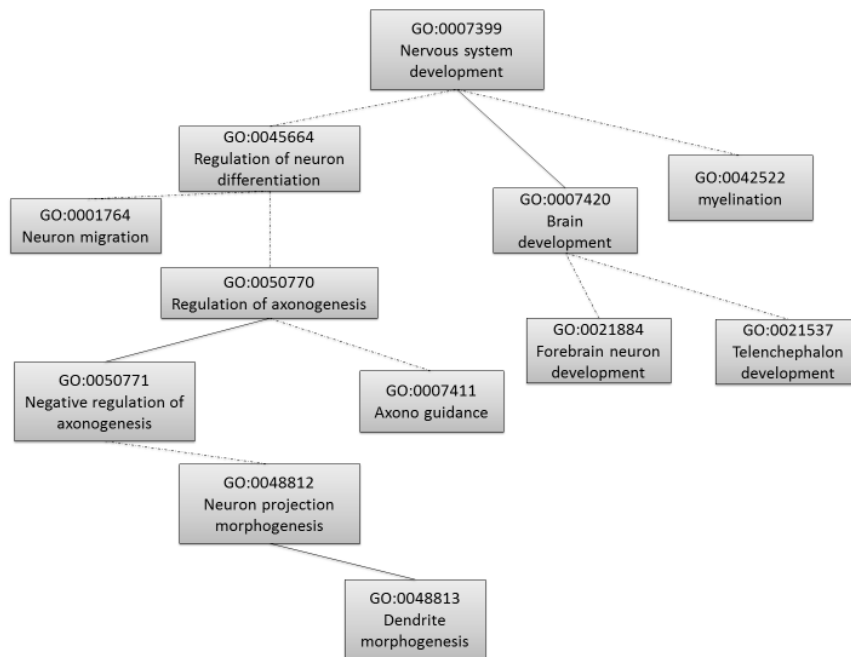 GO:0007399
Nervous system
development
GO:0045664
Regulation of neuron
differentiation
GO:0042522
myelination
GO:0007420
Brain
development
GO:0001764
Neuron migration
GO:0050770
Regulation of axonogenesis
GO:0021884
Forebrain neuron
development
GO:0021537
Telenchephalon
development
GO:0050771
Negative regulation of
axonogenesis
GO:0007411
Axono guidance
GO:0048812
Neuron projection
morphogenesis
GO:0048813
Dendrite
morphogenesis